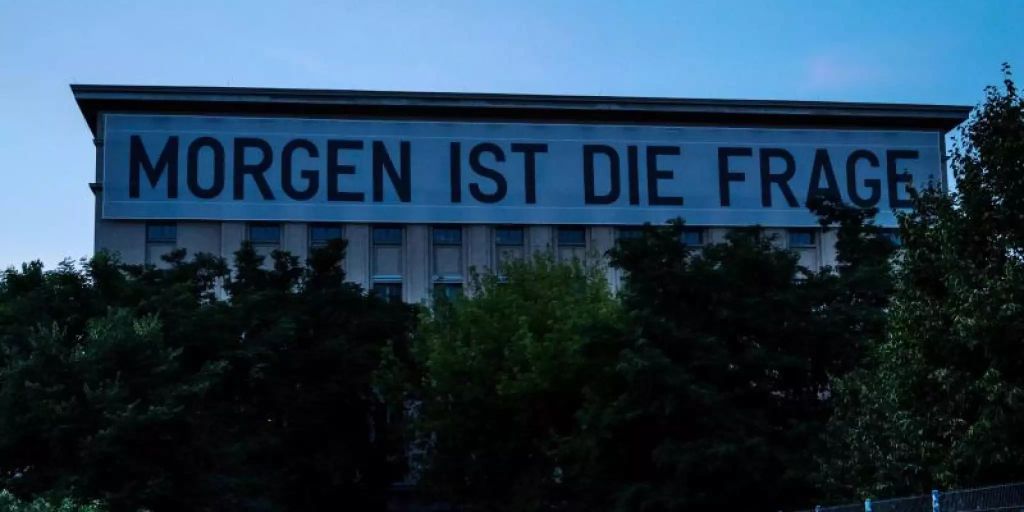 MORGEN IST DIE FRAGE